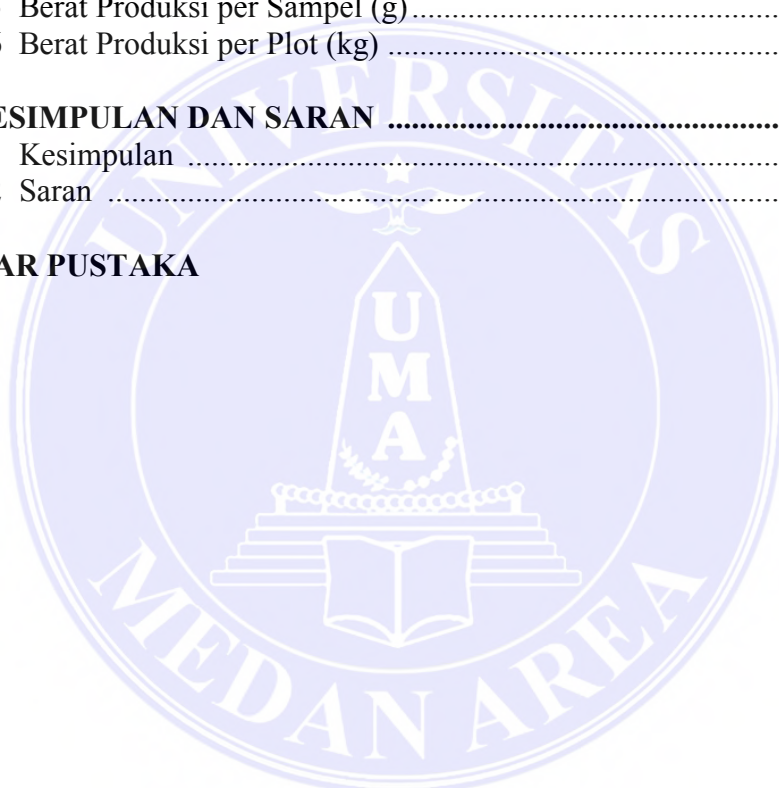 Berat Produksi per Sampel (g)..................................................
6 Berat Produksi per Plot (kg) ..................................................
ESIMPULAN DAN SARAN ..................................................
Kesimpulan ..................................................
Saran ..................................................
AR PUSTAKA
UNIVERSITAS
UMA
MEDAN AREA